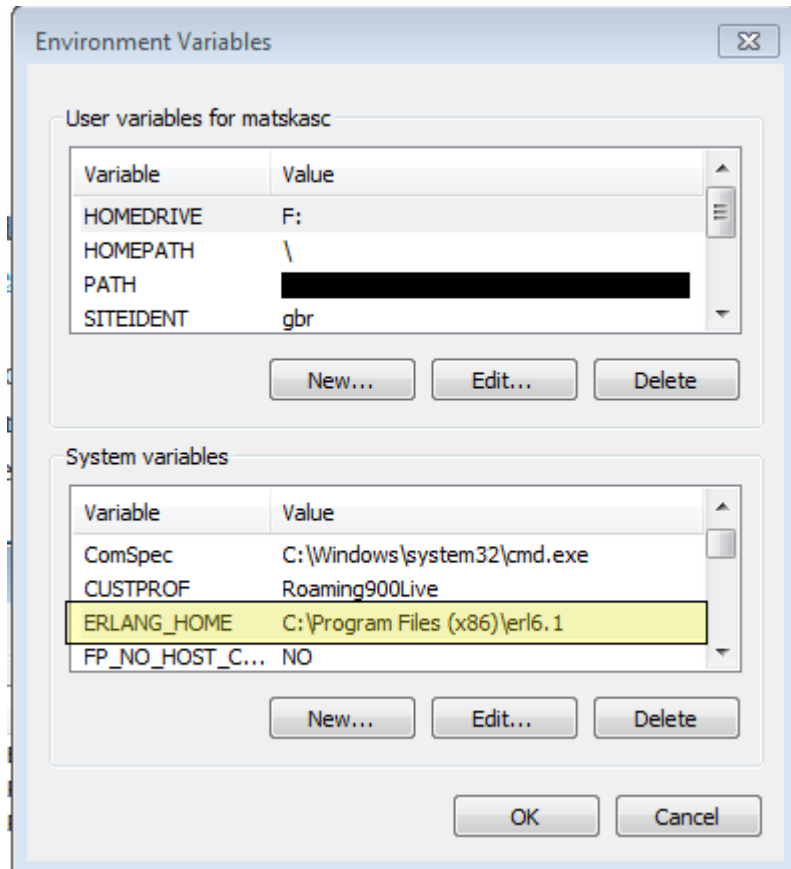 Environment Variables
User variables for matskasc
Variable Value
HOMEDRIVE F:
HOMEPATH \
PATH
SITEIDENT gbr
New... Edit... Delete
System variables
Variable Value
ComSpec C:\Windows\system32\cmd.exe
CUSTPROF Roaming900Live
ERLANG_HOME C:\Program Files (x86)\erl6.1
FP_NO_HOST_C... NO
New... Edit... Delete
OK Cancel